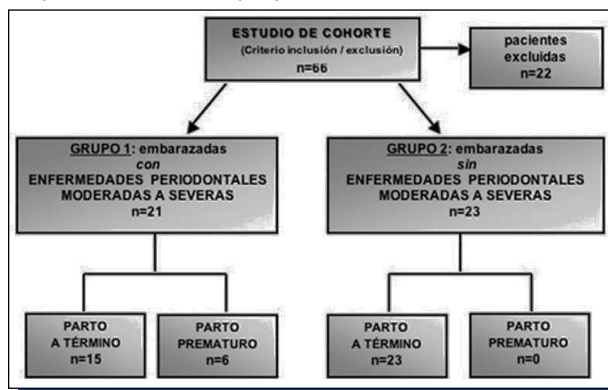 ESTUDIO DE COHORTE
(Criterio inclusión / exclusión)
n=66
pacientes
excluidas
n=22
GRUPO 1: embarazadas
con
ENFERMEDADES PERIODONTALES
MODERADAS A SEVERAS
n=21
GRUPO 2: embarazadas
sin
ENFERMEDADES PERIODONTALES
MODERADAS A SEVERAS
n=23
PARTO
A TÉRMINO
n=15
PARTO
PREMATURO
n=6
PARTO
A TÉRMINO
n=23
PARTO
PREMATURO
n=0